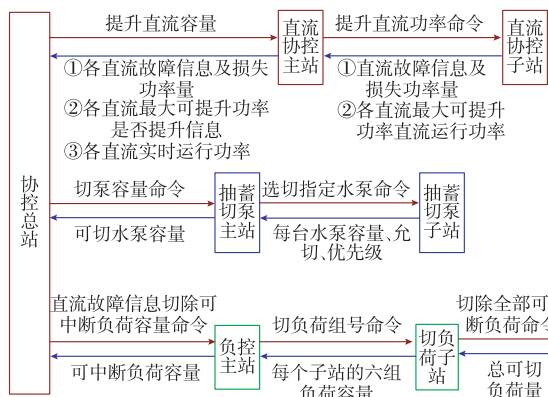 提升直流容量
直流
协控
主站
提升直流功率命令
直流
协控
子站
①各直流故障信息及损失
功率量
②各直流最大可提升功率
是否提升信息
③各直流实时运行功率
①直流故障信息及
损失功率量
②各直流最大可提升
功率直流运行功率
协
控
总
站
切泵容量命令
可切水泵容量
抽蓄
切泵
主站
选切指定水泵命令
每台水泵容量、允
切、优先级
抽蓄
切泵
子站
直流故障信息切除可
中断负荷容量命令
可中断负荷容量
负控
主站
切负荷组号命令
每个子站的六组
负荷容量
切负
荷子
站
切除全部可
断负荷命令
总可切
负荷量